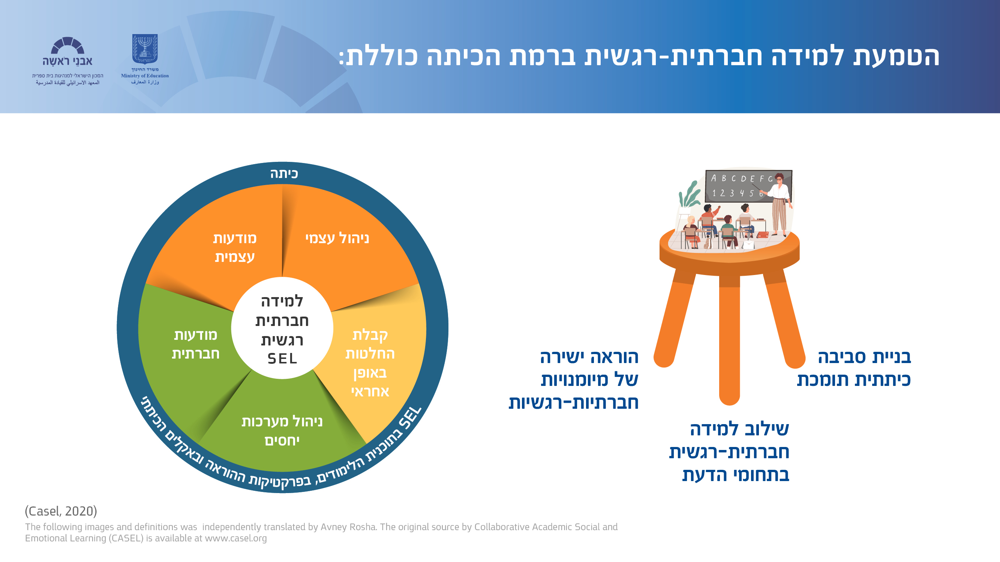 הטמעת למידה חברתית-רגשית ברמת הכיתה כוללת:
משרד החינוך
Ministry of Education
وزارة المعارف
אבנֵי רֹאשָה
המכון הישראלי למנהיגות בית ספרית
المعهد الاسرائيلي للقيادة المدرسية
A B C D E F G
1 2 3 4 5 6
בניית סביבה
כיתתית תומכת
שילוב למידה
חברתית-רגשית
בתחומי הדעת
הוראה ישירה
של מיומנויות
חברתיות-רגשיות
כיתה
ניהול עצמי
מודעות
עצמית
קבלת
החלטות
באופן
אחראי
ניהול מערכות
יחסים
מודעות
חברתית
למידה
חברתית
רגשית
SEL
SEL בתוכנית הלימודים, בפרקטיקות ההוראה ובאקלים הכיתתי
(Casel, 2020)
The following images and definitions was  independently translated by Avney Rosha. The original source by Collaborative Academic Social and
Emotional Learning (CASEL) is available at www.casel.org